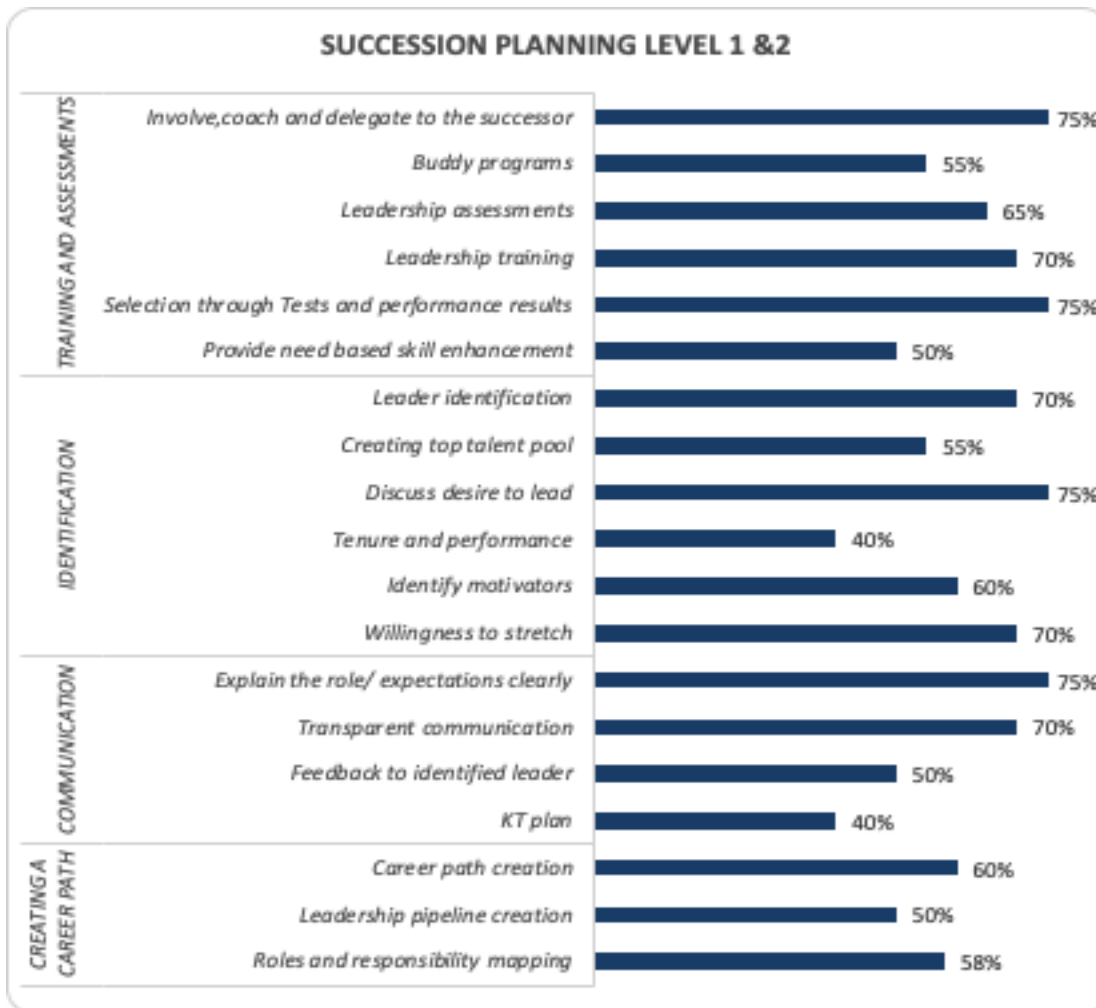 SUCCESSION PLANNING LEVEL 1 &2
TRAINING AND ASSESSMENTS
Involve,coach and delegate to the successor 75%
Buddy programs 55%
Leadership assessments 65%
Leadership training 70%
Selection through Tests and performance results 75%
Provide need based skill enhancement 50%
IDENTIFICATION
Leader identification 70%
Creating top talent pool 55%
Discuss desire to lead 75%
Tenure and performance 40%
Identify motivators 60%
Willingness to stretch 70%
COMMUNICATION
Explain the role/ expectations clearly 75%
Transparent communication 70%
Feedback to identified leader 50%
KT plan 40%
CREATING A
CAREER PATH
Career path creation 60%
Leadership pipeline creation 50%
Roles and responsibility mapping 58%